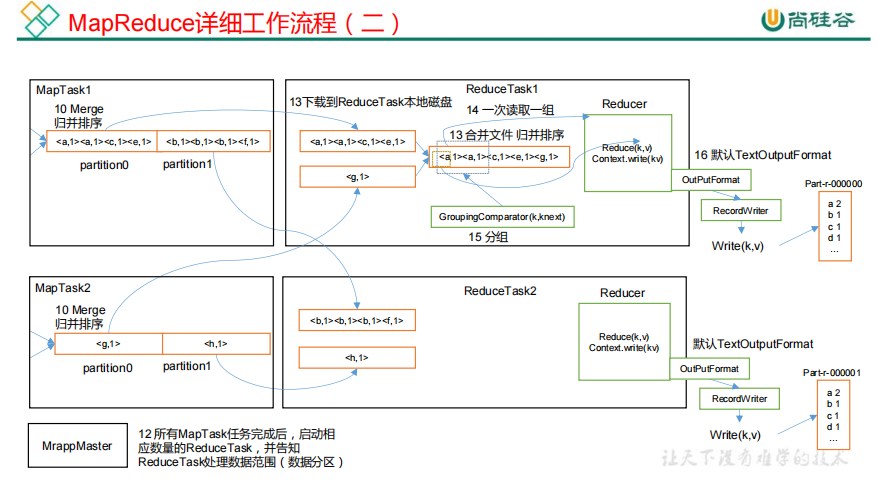 MapReduce详细工作流程（二）
尚硅谷
MapTask1
10 Merge
归并排序
<a,1><a,1><c,1><e,1>
<b,1><b,1><b,1><f,1>
partition0
partition1
ReduceTask1
13下载到ReduceTask本地磁盘
<a,1><a,1><c,1><e,1>
<g,1>
14 一次读取一组
13 合并文件 归并排序
<a,1><a,1><c,1><e,1><g,1>
GroupingComparator(k,knext)
15 分组
Reducer
Reduce(k,v)
Context.write(kv)
16 默认TextOutputFormat
OutPutFormat
RecordWriter
Write(k,v)
Part-r-000000
a 2
b 1
c 1
d 1
...
MapTask2
10 Merge
归并排序
<g,1>
<h,1>
partition0
partition1
ReduceTask2
<b,1><b,1><b,1><f,1>
<h,1>
Reducer
Reduce(k,v)
Context.write(kv)
默认TextOutputFormat
OutPutFormat
RecordWriter
Write(k,v)
Part-r-000001
a 2
b 1
c 1
d 1
...
MrappMaster
12 所有MapTask任务完成后，启动相
应数量的ReduceTask，并告知
ReduceTask处理数据范围（数据分区）
让天下没有难学的技术